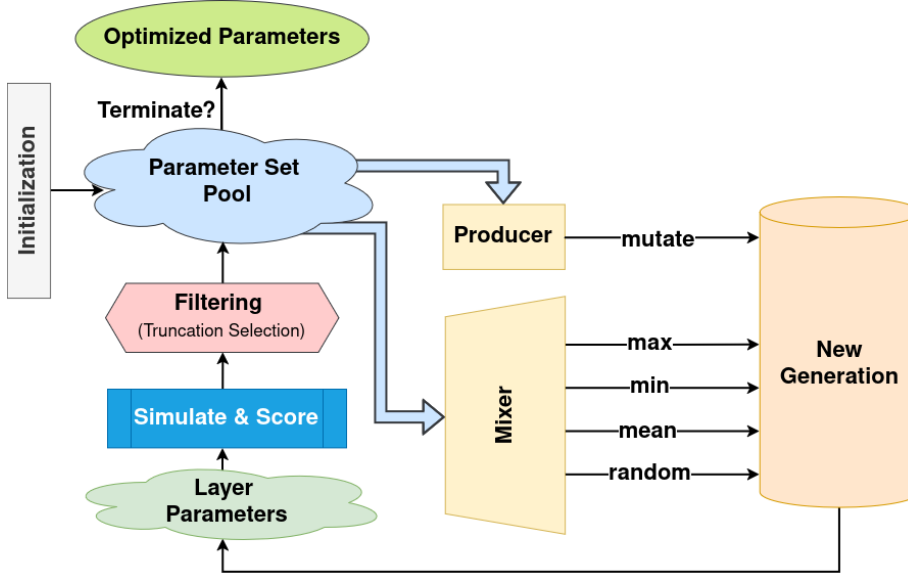 Optimized Parameters
Terminate?
Initialization
Parameter Set
Pool
Producer
mutate
Filtering
(Truncation Selection)
Simulate & Score
Layer
Parameters
Mixer
max
min
mean
random
New
Generation